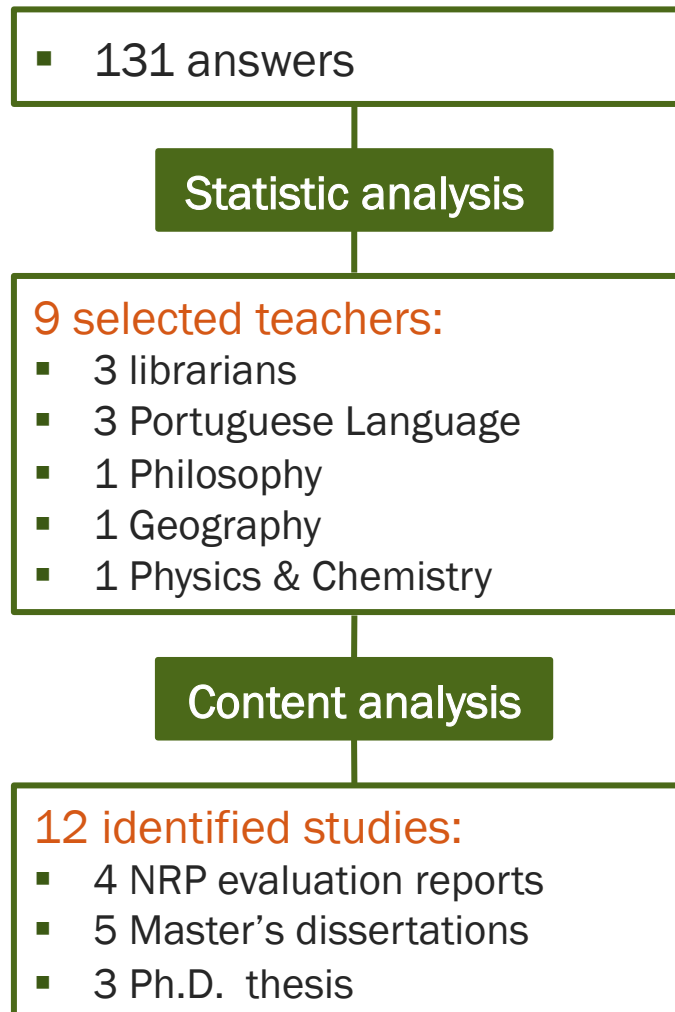 ▪ 131 answers
Statistic analysis
9 selected teachers:
▪ 3 librarians
▪ 3 Portuguese Language
▪ 1 Philosophy
▪ 1 Geography
▪ 1 Physics & Chemistry
Content analysis
12 identified studies:
▪ 4 NRP evaluation reports
▪ 5 Master’s dissertations
▪ 3 Ph.D. thesis